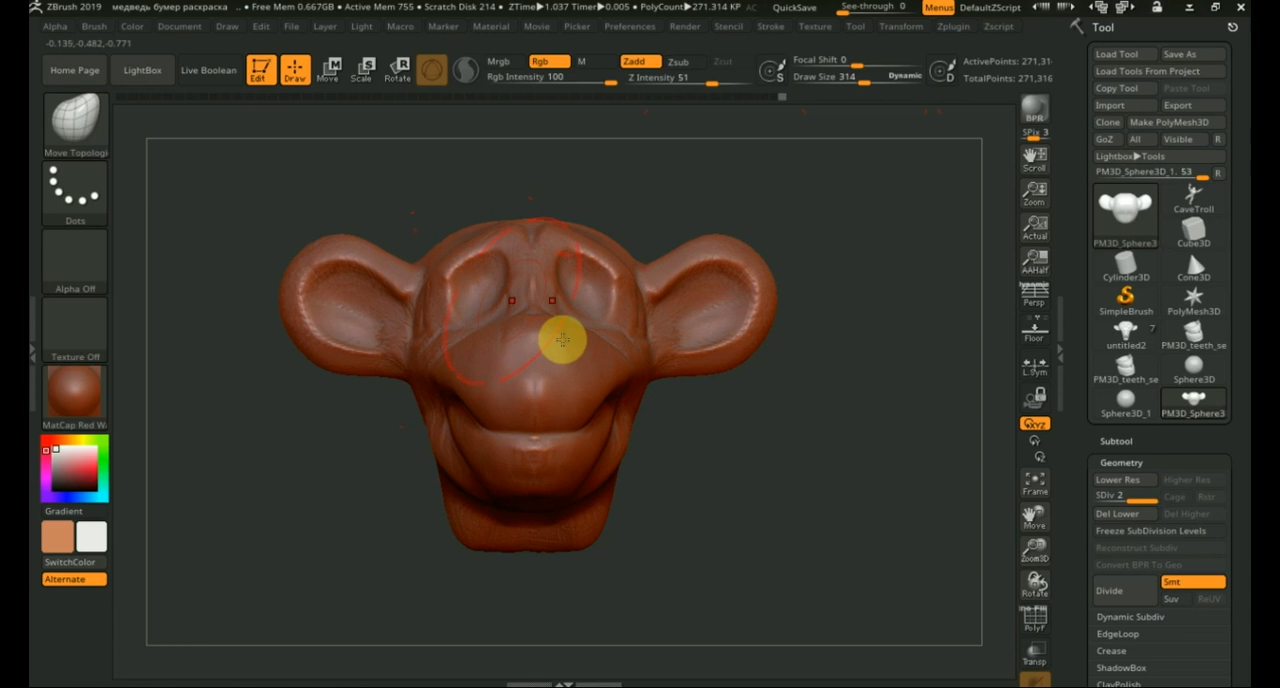 ZBrush 2019 медведь бумер раскраска .. • Free Mem 0.667GB • Active Mem 755 • Scratch Disk 214 • ZTime▶1.037 Timer▶0.005 • PolyCount▶271.314 KP AC QuickSave See-through 0 Menus DefaultZScript
Alpha Brush Color Document Draw Edit File Layer Light Macro Marker Material Movie Picker Preferences Render Stencil Stroke Texture Tool Transform Zplugin Zscript
-0.139,-0.482,-0.771
Home Page LightBox Live Boolean Edit Draw Move Scale Rotate
Mrgb Rgb M Zadd Zsub Zcut
Rgb Intensity 100 Z Intensity 51
Focal Shift 0
Draw Size 314 Dynamic
ActivePoints: 271,31
TotalPoints: 271,316
Move Topologi
Dots
Alpha Off
Texture Off
MatCap Red W
Gradient
SwitchColor
Alternate
BPR
SPix 3
Scroll
Zoom
Actual
AAHalf
Dynamic
Persp
Floor
L.Sym
XYZ
Frame
Move
Zoom3D
Rotate
PolyF
Transp
Tool
Load Tool Save As
Load Tools From Project
Copy Tool Paste Tool
Import Export
Clone Make PolyMesh3D
GoZ All Visible R
Lightbox▶Tools
PM3D_Sphere3D_1. 53 R
PM3D_Sphere3 CaveTroll
Cube3D
Cylinder3D Cone3D
SimpleBrush PolyMesh3D
7
untitled2 PM3D_teeth_se
PM3D_teeth_se Sphere3D
Sphere3D_1 PM3D_Sphere3
Subtool
Geometry
Lower Res Higher Res
SDiv 2 Cage Rstr
Del Lower Del Higher
Freeze SubDivision Levels
Reconstruct Subdiv
Convert BPR To Geo
Divide Smt
Suv ReUV
Dynamic Subdiv
EdgeLoop
Crease
ShadowBox
ClayPolish